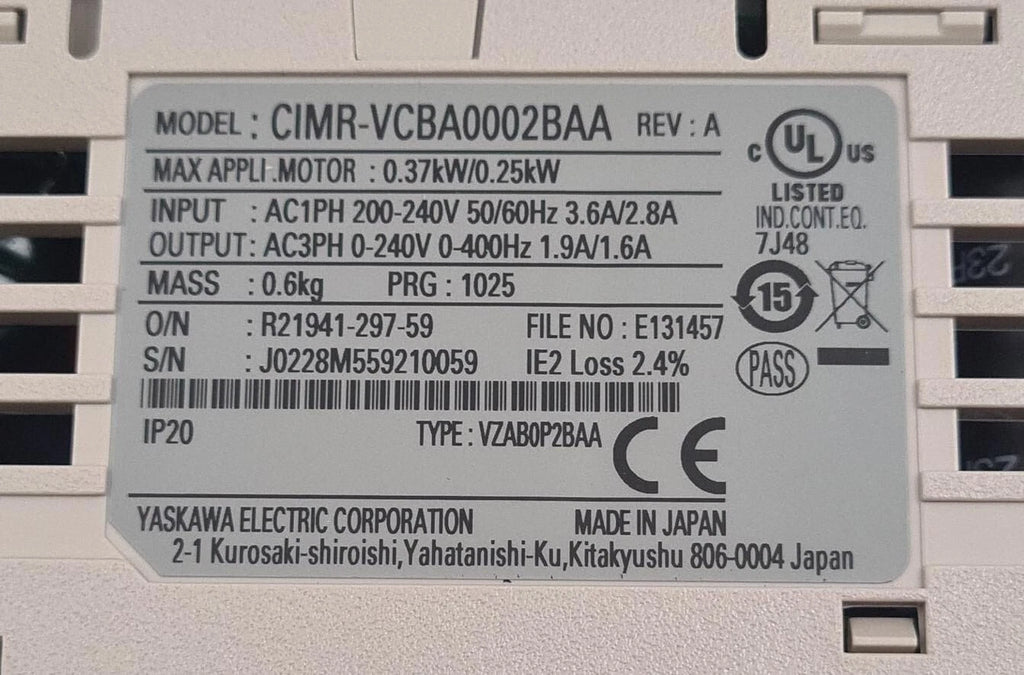 MODEL : CIMR-VCBA0002BAA REV : A
MAX APPLI.MOTOR : 0.37kW/0.25kW
INPUT : AC1PH 200-240V 50/60Hz 3.6A/2.8A
OUTPUT : AC3PH 0-240V 0-400Hz 1.9A/1.6A
MASS : 0.6kg PRG : 1025
O/N : R21941-297-59 FILE NO : E131457
S/N : J0228M559210059 IE2 Loss 2.4%
IP20 TYPE : VZAB0P2BAA CE
C UL US
LISTED
IND.CONT.EQ.
7J48
15
PASS
YASKAWA ELECTRIC CORPORATION MADE IN JAPAN
2-1 Kurosaki-shiroishi,Yahatanishi-Ku,Kitakyushu 806-0004 Japan